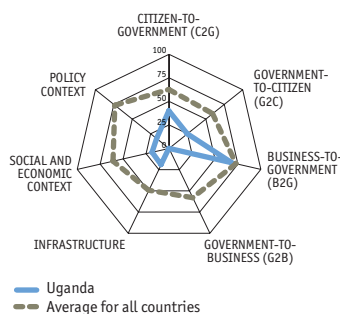 CITIZEN-TO-
GOVERNMENT (C2G)
100
75
50
25
0
GOVERNMENT-
TO-CITIZEN
(G2C)
BUSINESS-TO-
GOVERNMENT
(B2G)
GOVERNMENT-TO-
BUSINESS (G2B)
INFRASTRUCTURE
SOCIAL AND
ECONOMIC
CONTEXT
POLICY
CONTEXT
Uganda
Average for all countries